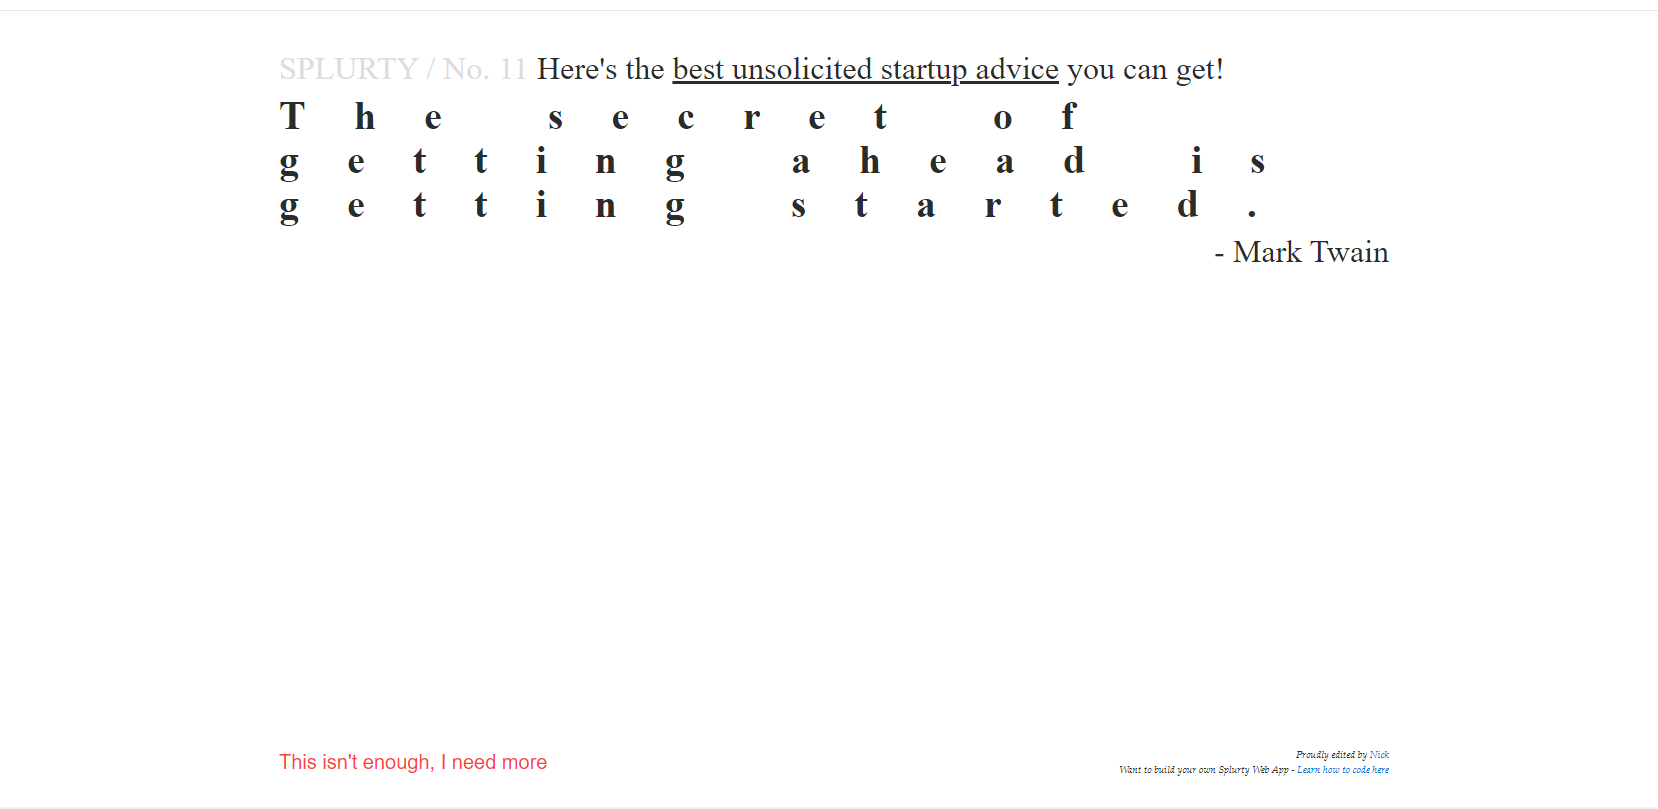 SPLURTY / No. 11 Here's the best unsolicited startup advice you can get!
The secret of
getting ahead is
getting started.
- Mark Twain
This isn't enough, I need more
Proudly edited by Nick
Want to build your own Splurty Web App - Learn how to code here